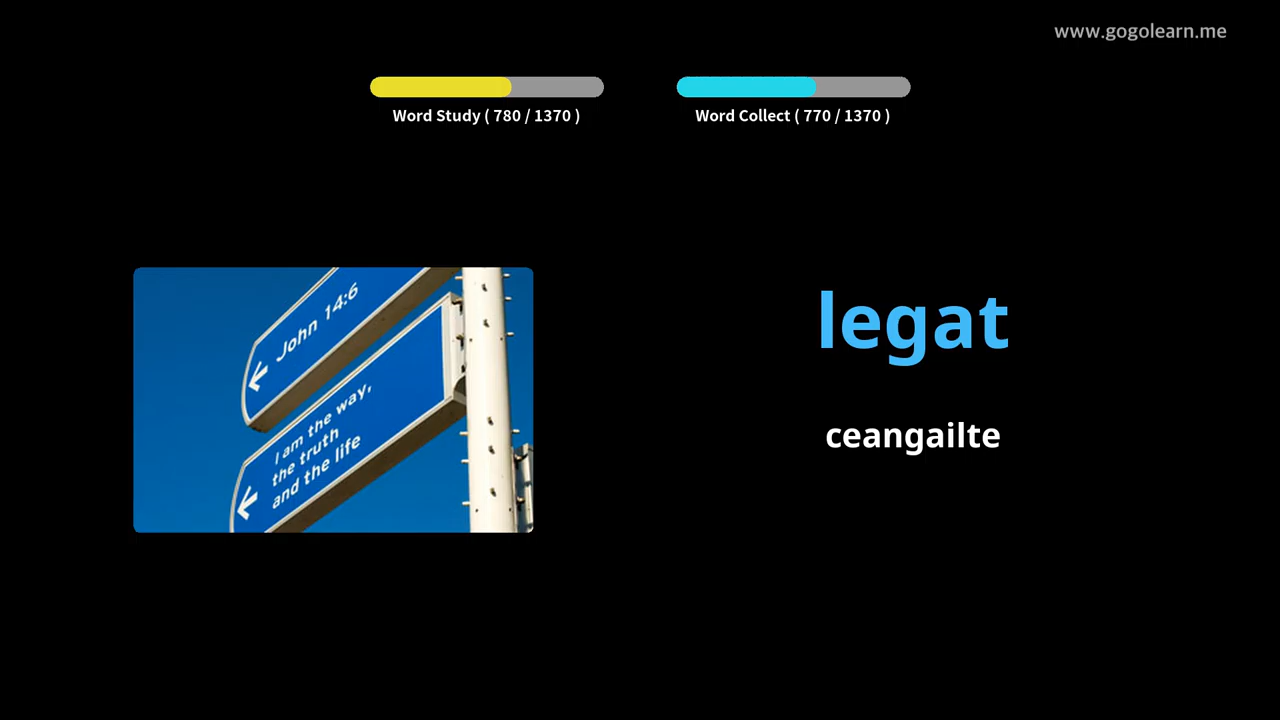 www.gogolearn.me
Word Study ( 780 / 1370 )
Word Collect ( 770 / 1370 )
John 14:6
I am the way,
the truth
and the life
legat
ceangailte